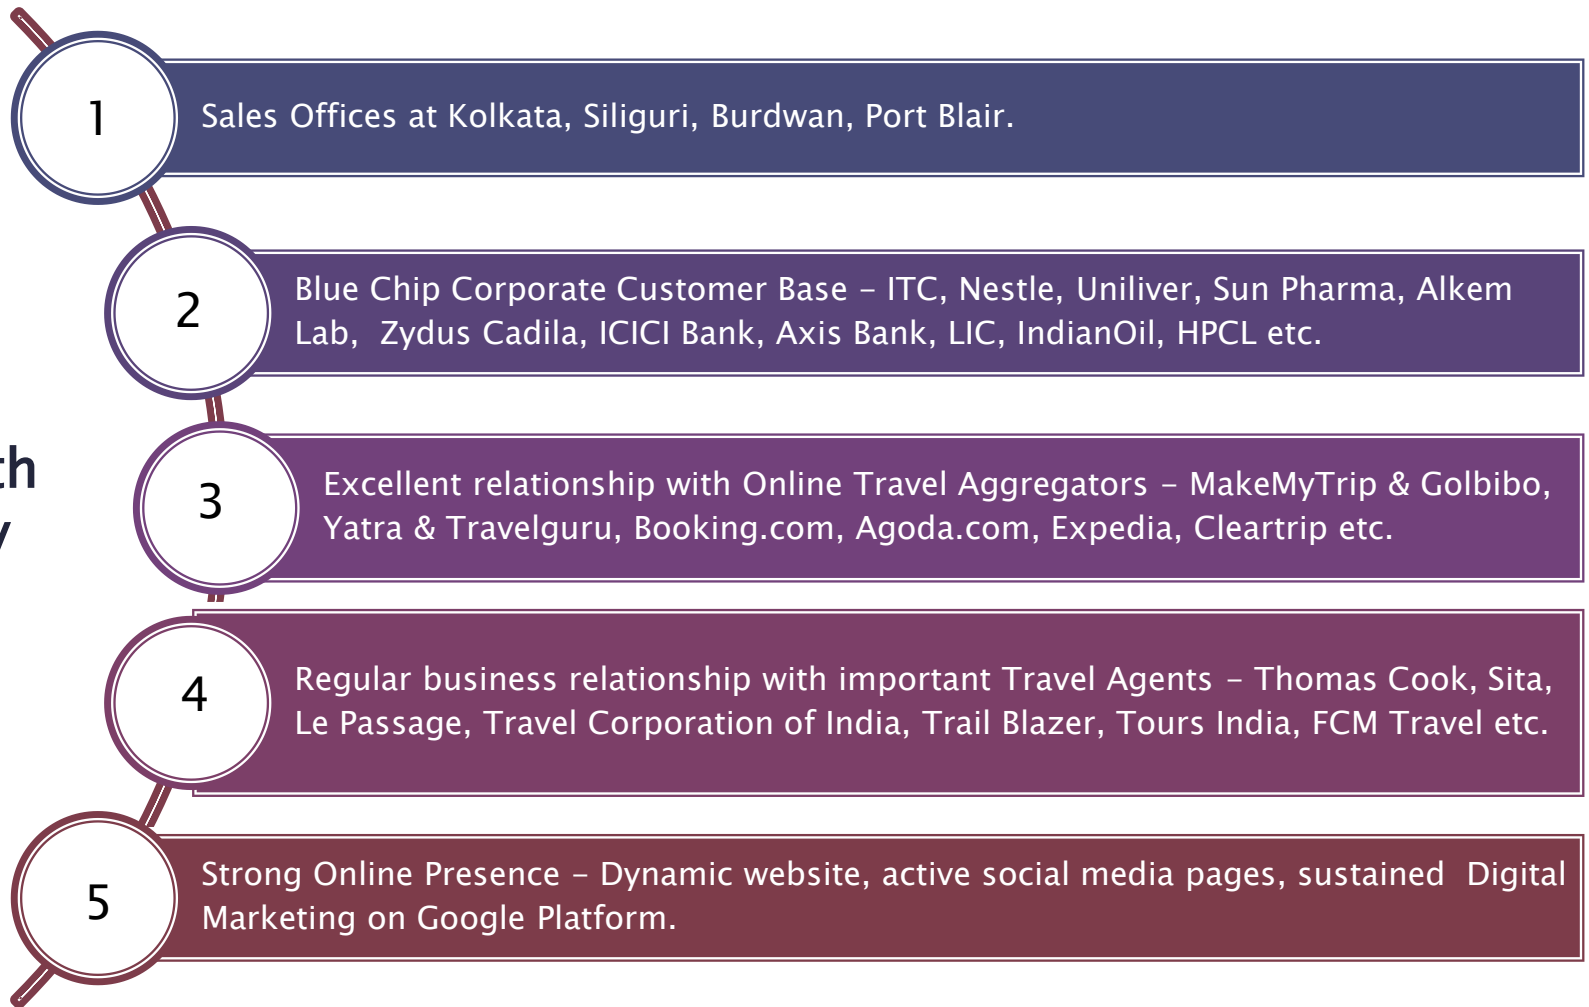 1
Sales Offices at Kolkata, Siliguri, Burdwan, Port Blair.
2
Blue Chip Corporate Customer Base – ITC, Nestle, Uniliver, Sun Pharma, Alkem
Lab, Zydus Cadila, ICICI Bank, Axis Bank, LIC, IndianOil, HPCL etc.
3
Excellent relationship with Online Travel Aggregators – MakeMyTrip & Golbibo,
Yatra & Travelguru, Booking.com, Agoda.com, Expedia, Cleartrip etc.
4
Regular business relationship with important Travel Agents – Thomas Cook, Sita,
Le Passage, Travel Corporation of India, Trail Blazer, Tours India, FCM Travel etc.
5
Strong Online Presence – Dynamic website, active social media pages, sustained Digital
Marketing on Google Platform.